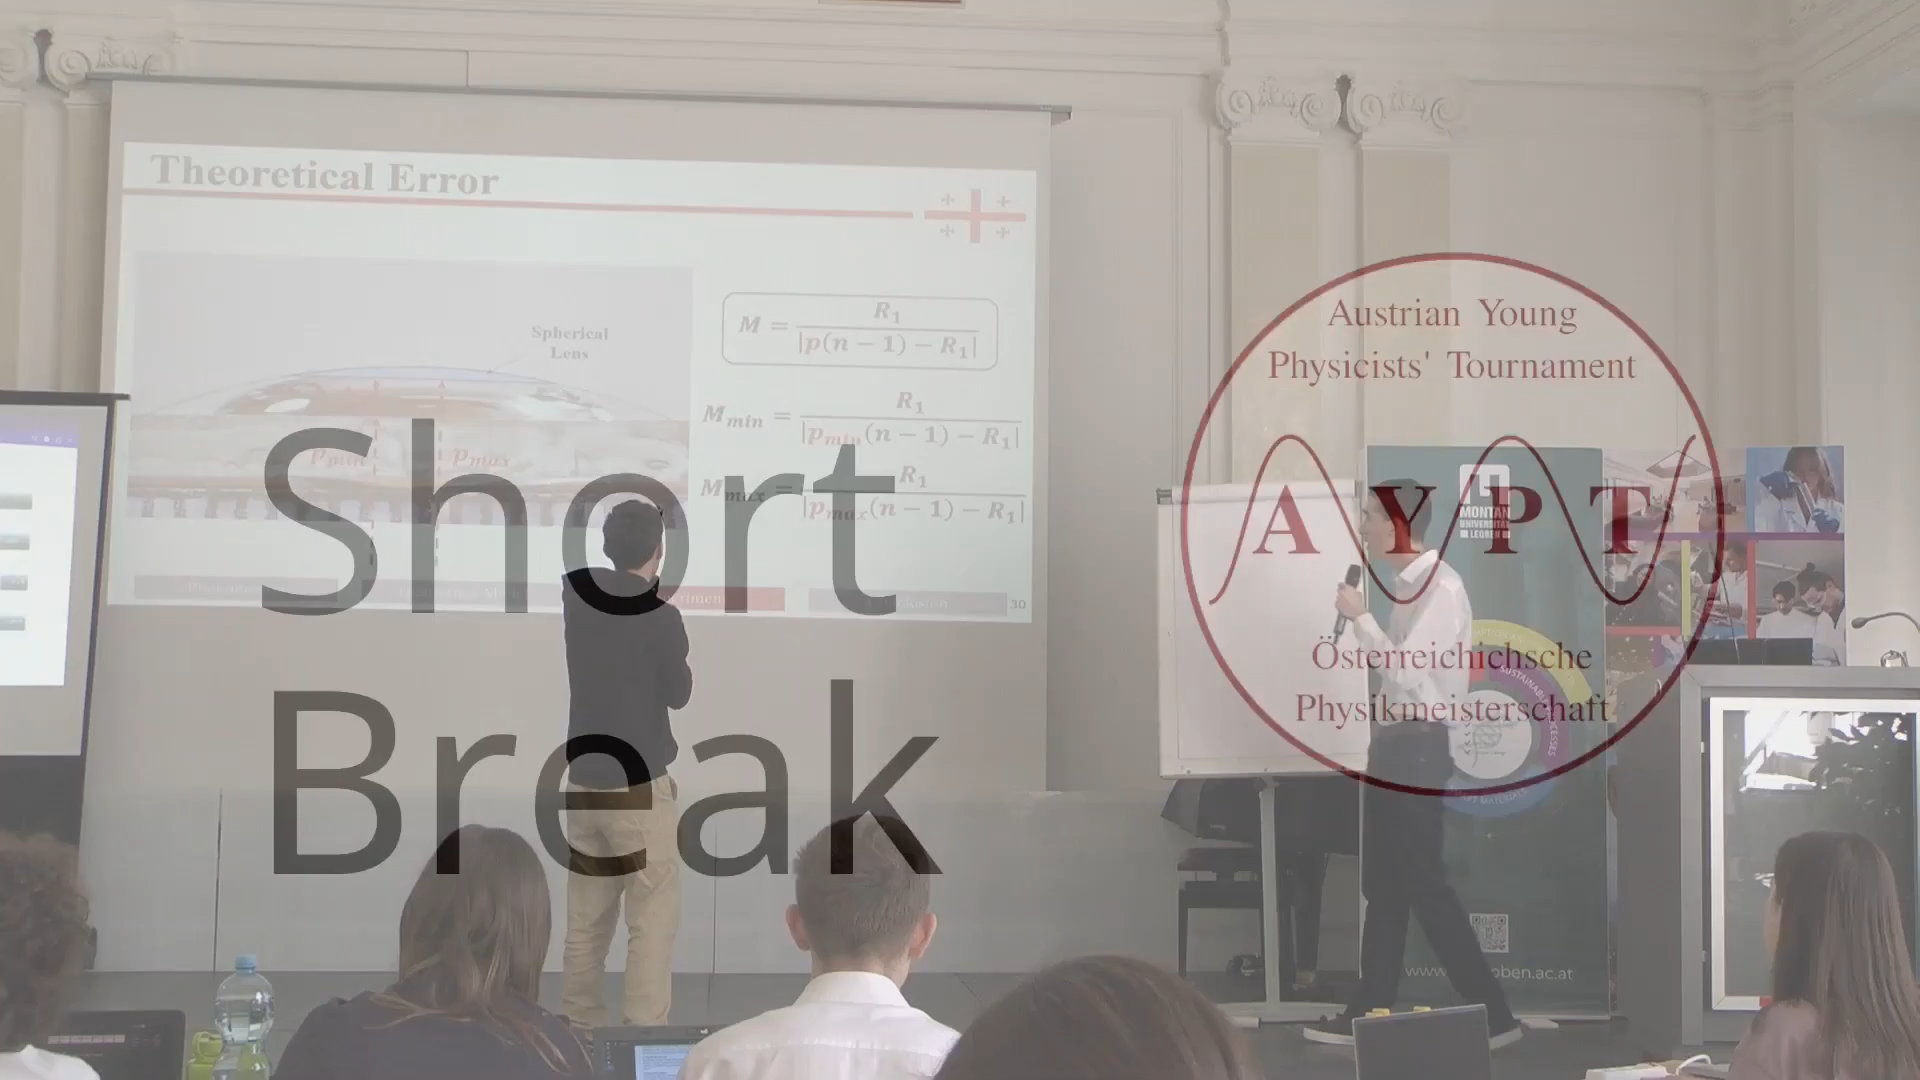 Theoretical Error
Spherical
Lens
M = R₁ / |p(n − 1) − R₁|
M_min = R₁ / |p_min(n − 1) − R₁|
M_max = R₁ / |p_max(n − 1) − R₁|
p_min
p_max
30
Short
Break
Austrian Young
Physicists' Tournament
A Y P T
Österreichichsche
Physikmeisterschaft
MONTAN
UNIVERSITÄT
LEOBEN